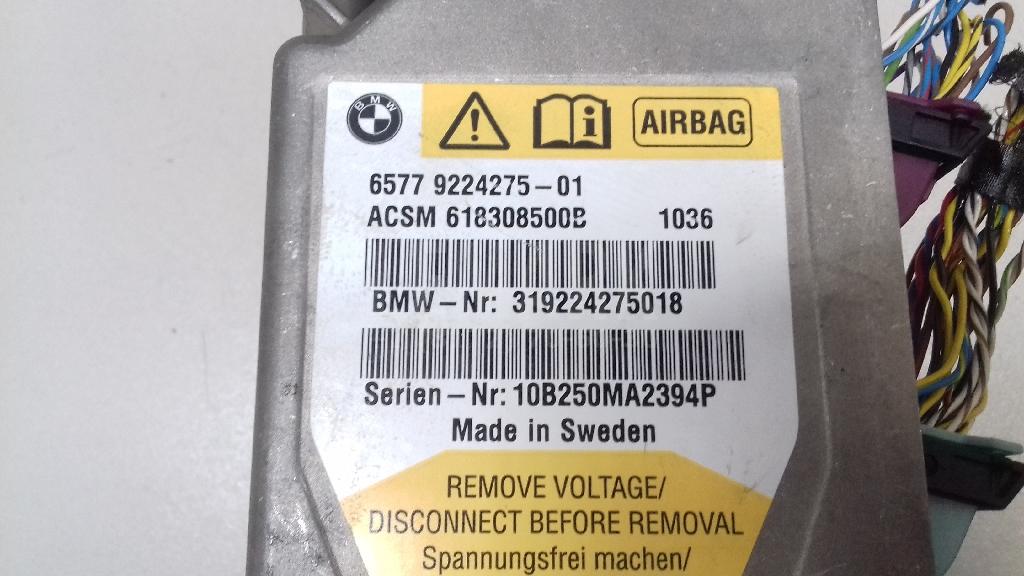 BMW
AIRBAG
6577 9224275-01
ACSM 618308500B 1036
BMW-Nr: 319224275018
Serien-Nr: 10B250MA2394P
Made in Sweden
REMOVE VOLTAGE/
DISCONNECT BEFORE REMOVAL
Spannungsfrei machen/